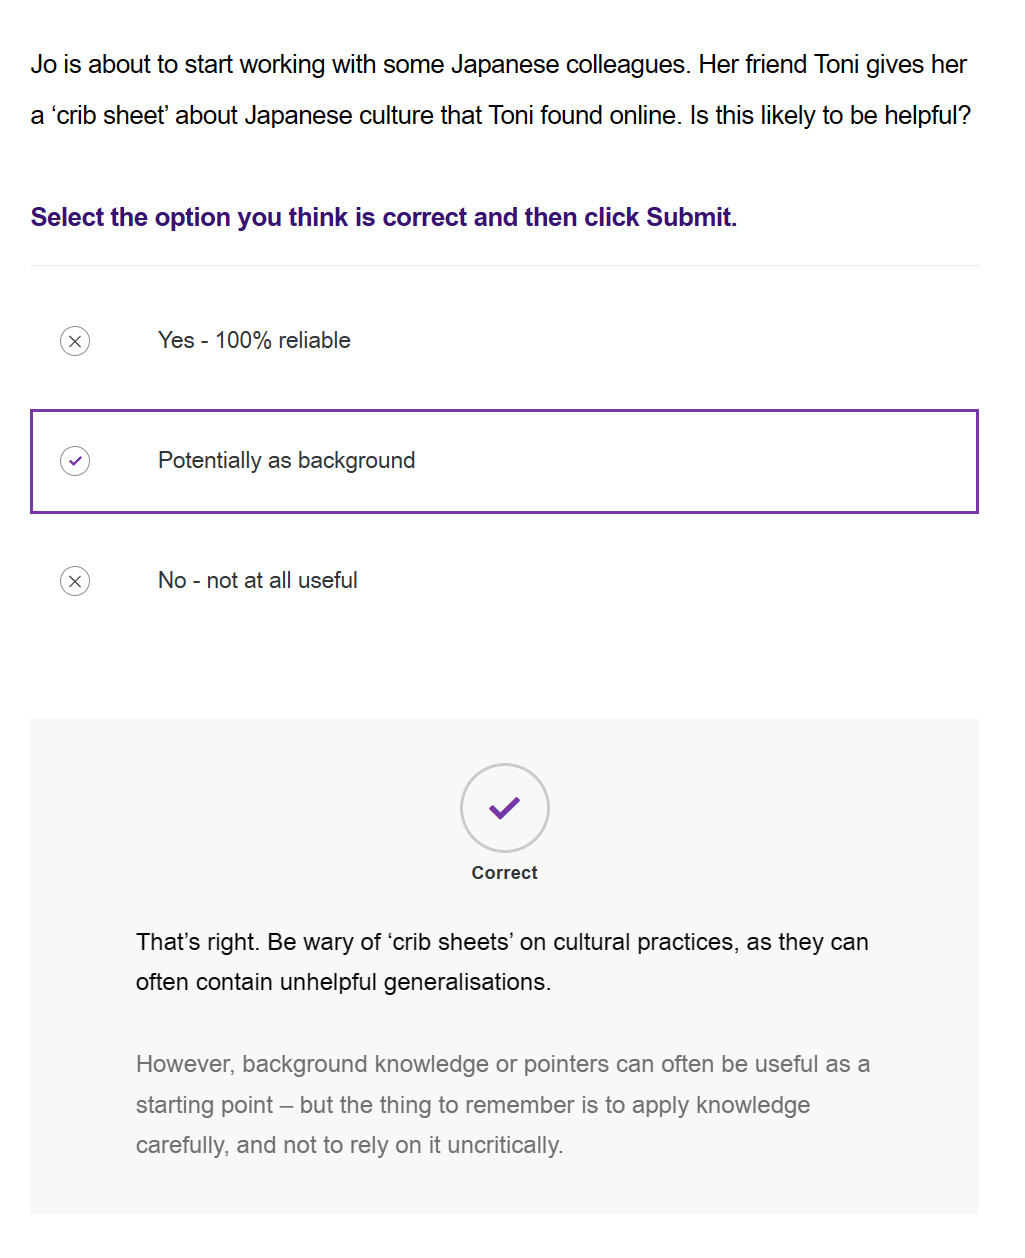 Jo is about to start working with some Japanese colleagues. Her friend Toni gives her
a ‘crib sheet’ about Japanese culture that Toni found online. Is this likely to be helpful?
Select the option you think is correct and then click Submit.
Yes - 100% reliable
Potentially as background
No - not at all useful
Correct
That’s right. Be wary of ‘crib sheets’ on cultural practices, as they can
often contain unhelpful generalisations.
However, background knowledge or pointers can often be useful as a
starting point – but the thing to remember is to apply knowledge
carefully, and not to rely on it uncritically.